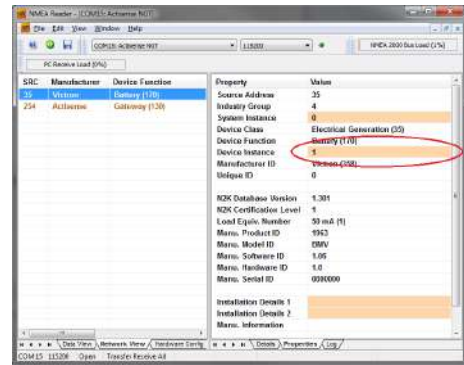 NMEA Reader - [COM15: Actisense NGT]
File Edit View Window Help
COM15: Actisense NGT 115200 NMEA 2000 Bus Load (1%)
PC Receive Load (0%)
SRC Manufacturer Device Function
35 Victron Battery (170)
254 Actisense Gateway (130)
Property Value
Source Address 35
Industry Group 4
System Instance 0
Device Class Electrical Generation (35)
Device Function Battery (170)
Device Instance 1
Manufacturer ID Victron (358)
Unique ID 0
N2K Database Version 1.301
N2K Certification Level 1
Load Equiv. Number 50 mA (1)
Manu. Product ID 1963
Manu. Model ID BMV
Manu. Software ID 1.06
Manu. Hardware ID 1.0
Manu. Serial ID 0000000
Installation Details 1
Installation Details 2
Manu. Information
Data View Network View Hardware Config Details Properties Log
COM15 115200 Open Transfer Receive All